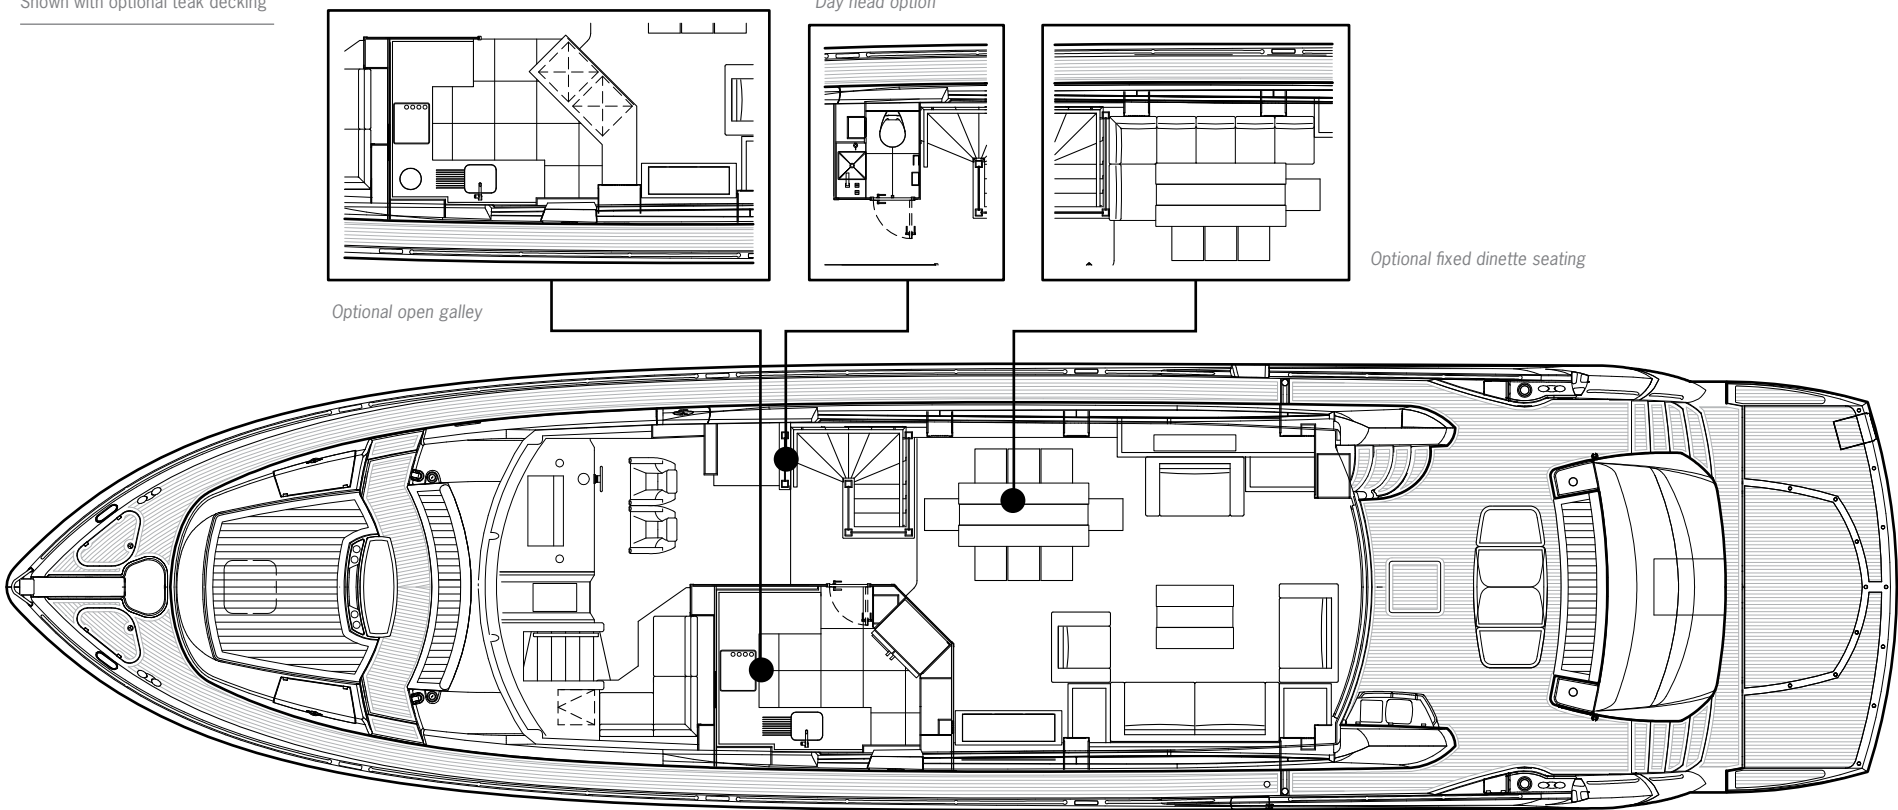 Shown with optional teak decking
Day head option
Optional fixed dinette seating
Optional open galley